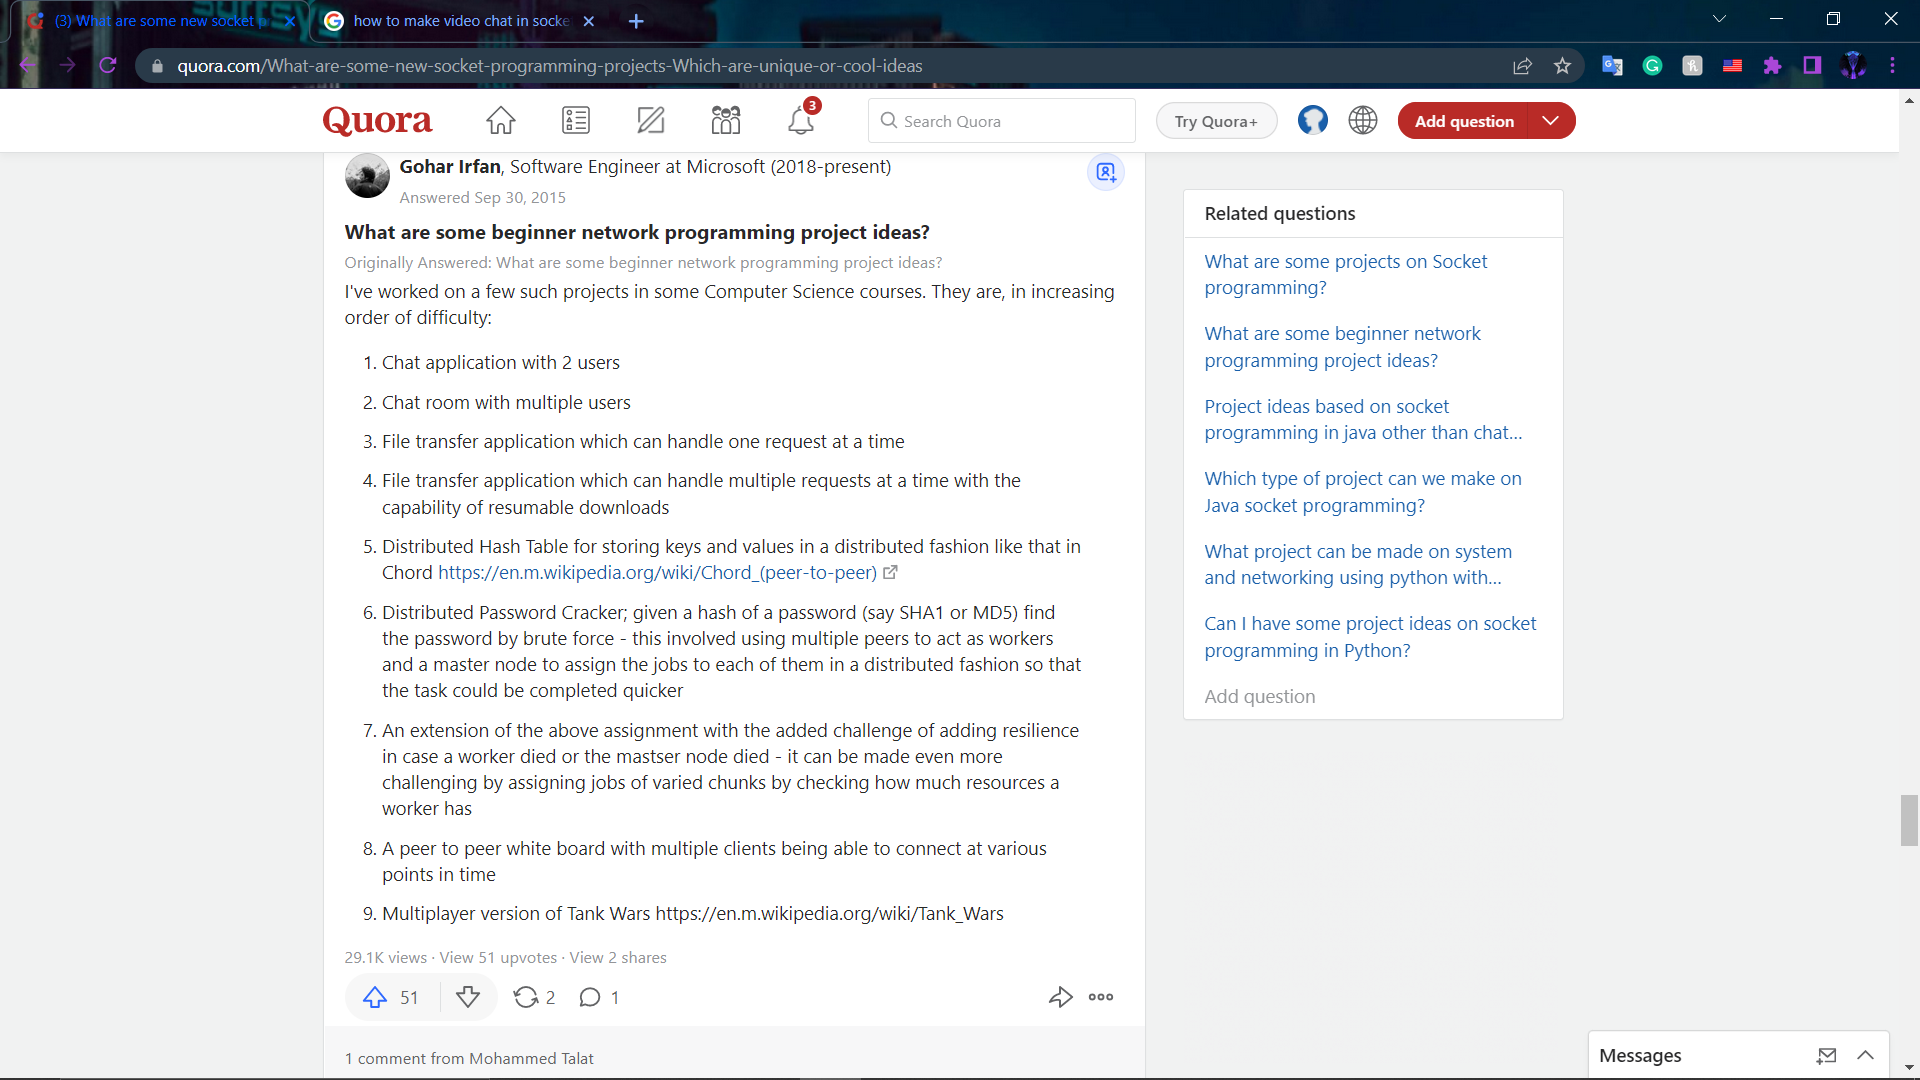 (3) What are some new socket p
how to make video chat in socke
quora.com/What-are-some-new-socket-programming-projects-Which-are-unique-or-cool-ideas
Quora
3
Search Quora
Try Quora+
Add question
Gohar Irfan, Software Engineer at Microsoft (2018-present)
Answered Sep 30, 2015
What are some beginner network programming project ideas?
Originally Answered: What are some beginner network programming project ideas?
I've worked on a few such projects in some Computer Science courses. They are, in increasing
order of difficulty:
1. Chat application with 2 users
2. Chat room with multiple users
3. File transfer application which can handle one request at a time
4. File transfer application which can handle multiple requests at a time with the
capability of resumable downloads
5. Distributed Hash Table for storing keys and values in a distributed fashion like that in
Chord https://en.m.wikipedia.org/wiki/Chord_(peer-to-peer)
6. Distributed Password Cracker; given a hash of a password (say SHA1 or MD5) find
the password by brute force - this involved using multiple peers to act as workers
and a master node to assign the jobs to each of them in a distributed fashion so that
the task could be completed quicker
7. An extension of the above assignment with the added challenge of adding resilience
in case a worker died or the mastser node died - it can be made even more
challenging by assigning jobs of varied chunks by checking how much resources a
worker has
8. A peer to peer white board with multiple clients being able to connect at various
points in time
9. Multiplayer version of Tank Wars https://en.m.wikipedia.org/wiki/Tank_Wars
29.1K views · View 51 upvotes · View 2 shares
51
2
1
1 comment from Mohammed Talat
Related questions
What are some projects on Socket
programming?
What are some beginner network
programming project ideas?
Project ideas based on socket
programming in java other than chat...
Which type of project can we make on
Java socket programming?
What project can be made on system
and networking using python with...
Can I have some project ideas on socket
programming in Python?
Add question
Messages